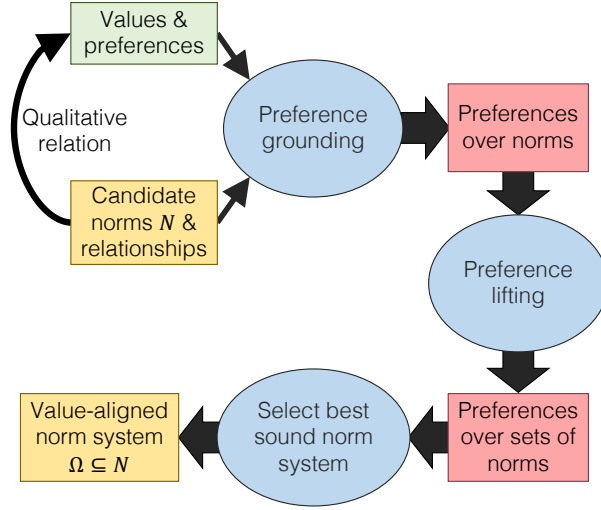 Values &
preferences
Qualitative
relation
Candidate
norms N &
relationships
Preference
grounding
Preferences
over norms
Preference
lifting
Preferences
over sets of
norms
Select best
sound norm
system
Value-aligned
norm system
Ω ⊆ N